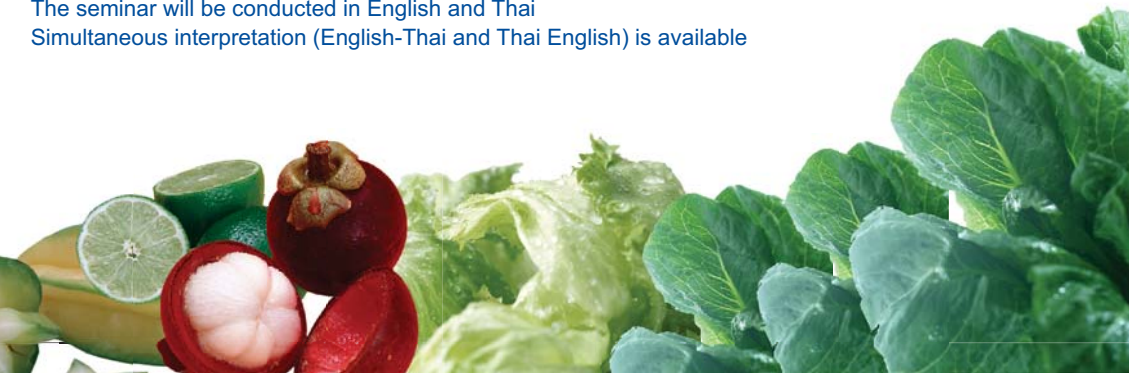 The seminar will be conducted in English and Thai
Simultaneous interpretation (English-Thai and Thai English) is available